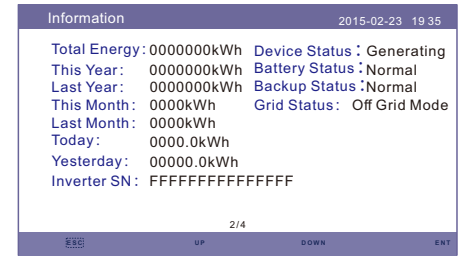 Information 2015-02-23 19 35
Total Energy: 0000000kWh Device Status: Generating
This Year: 0000000kWh Battery Status: Normal
Last Year: 0000000kWh Backup Status: Normal
This Month: 0000kWh Grid Status: Off Grid Mode
Last Month: 0000kWh
Today: 0000.0kWh
Yesterday: 00000.0kWh
Inverter SN: FFFFFFFFFFFFFFF
2/4
ESC UP DOWN ENT